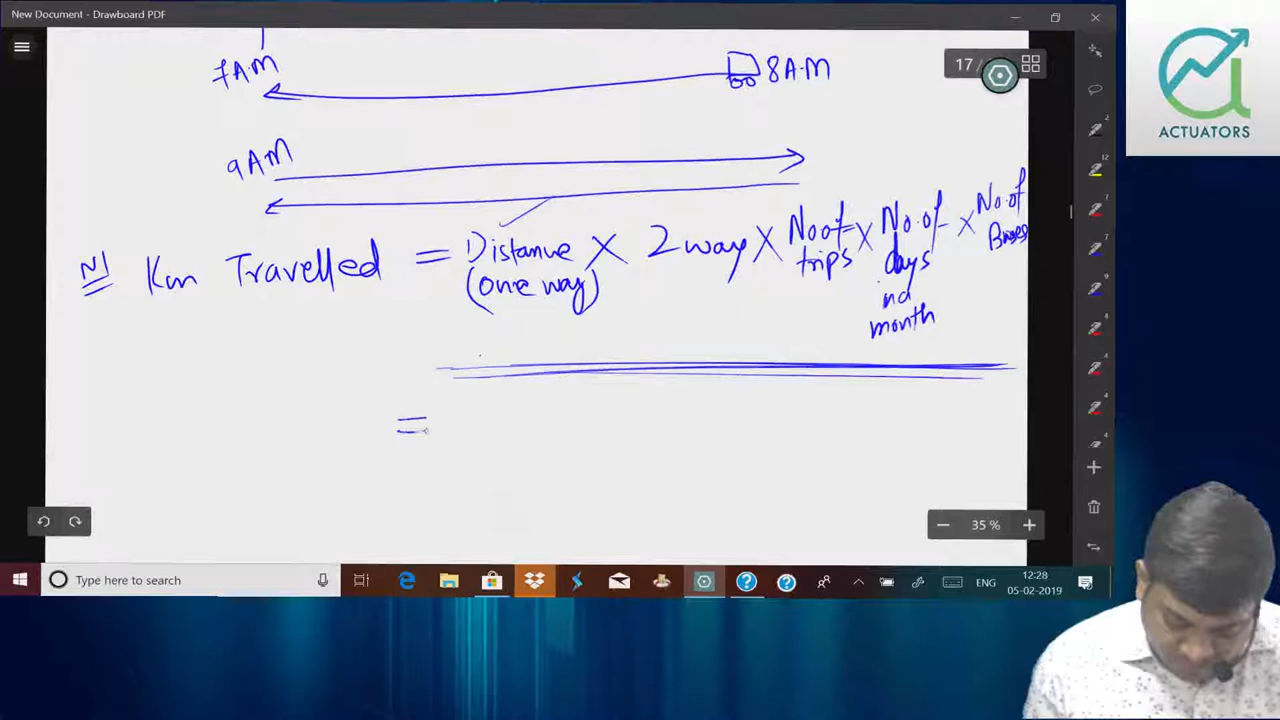 New Document - Drawboard PDF
7 A.M
8 A.M
17/
ACTUATORS
9 AM
N1 Km Travelled = Distance (one way) × 2 way × No of trips × No. of days in a month × No. of Buses
=
35 %
Type here to search
ENG
12:28
05-02-2019